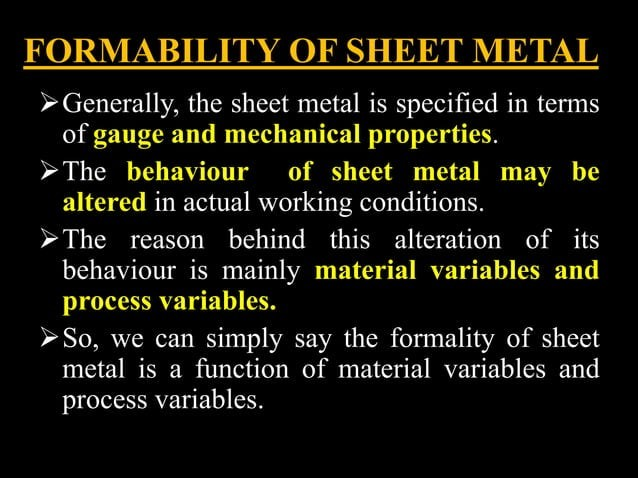 FORMABILITY OF SHEET METAL
➢Generally, the sheet metal is specified in terms
of gauge and mechanical properties.
➢The behaviour of sheet metal may be
altered in actual working conditions.
➢The reason behind this alteration of its
behaviour is mainly material variables and
process variables.
➢So, we can simply say the formality of sheet
metal is a function of material variables and
process variables.